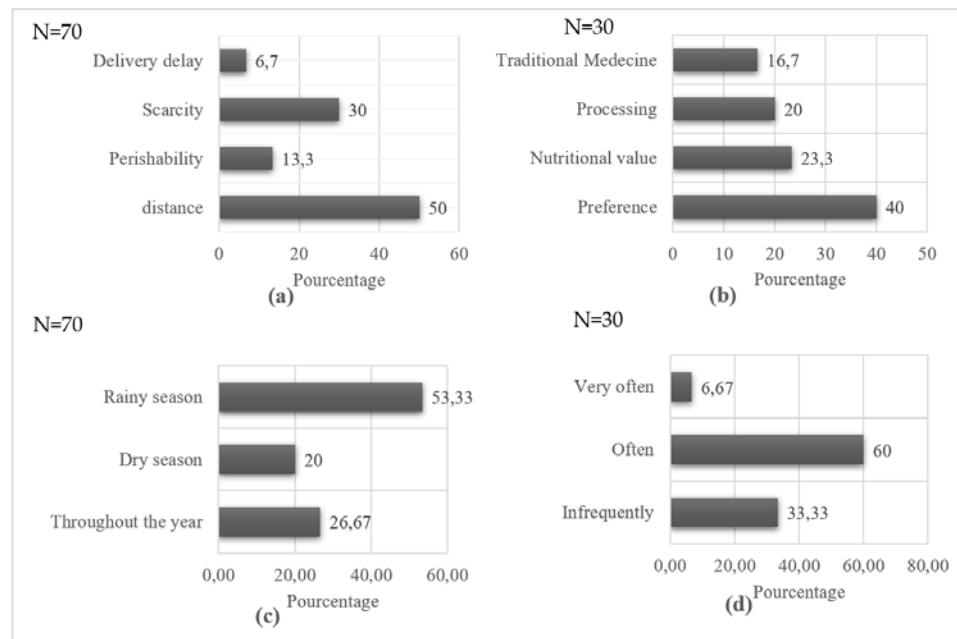 N=70
Delivery delay 6,7
Scarcity 30
Perishability 13,3
distance 50
0 20 40 60
Pourcentage
(a)
N=30
Traditional Medecine 16,7
Processing 20
Nutritional value 23,3
Preference 40
0 10 20 30 40 50
Pourcentage
(b)
N=70
Rainy season 53,33
Dry season 20
Throughout the year 26,67
0,00 20,00 40,00 60,00
Pourcentage
(c)
N=30
Very often 6,67
Often 60
Infrequently 33,33
0,00 20,00 40,00 60,00 80,00
Pourcentage
(d)